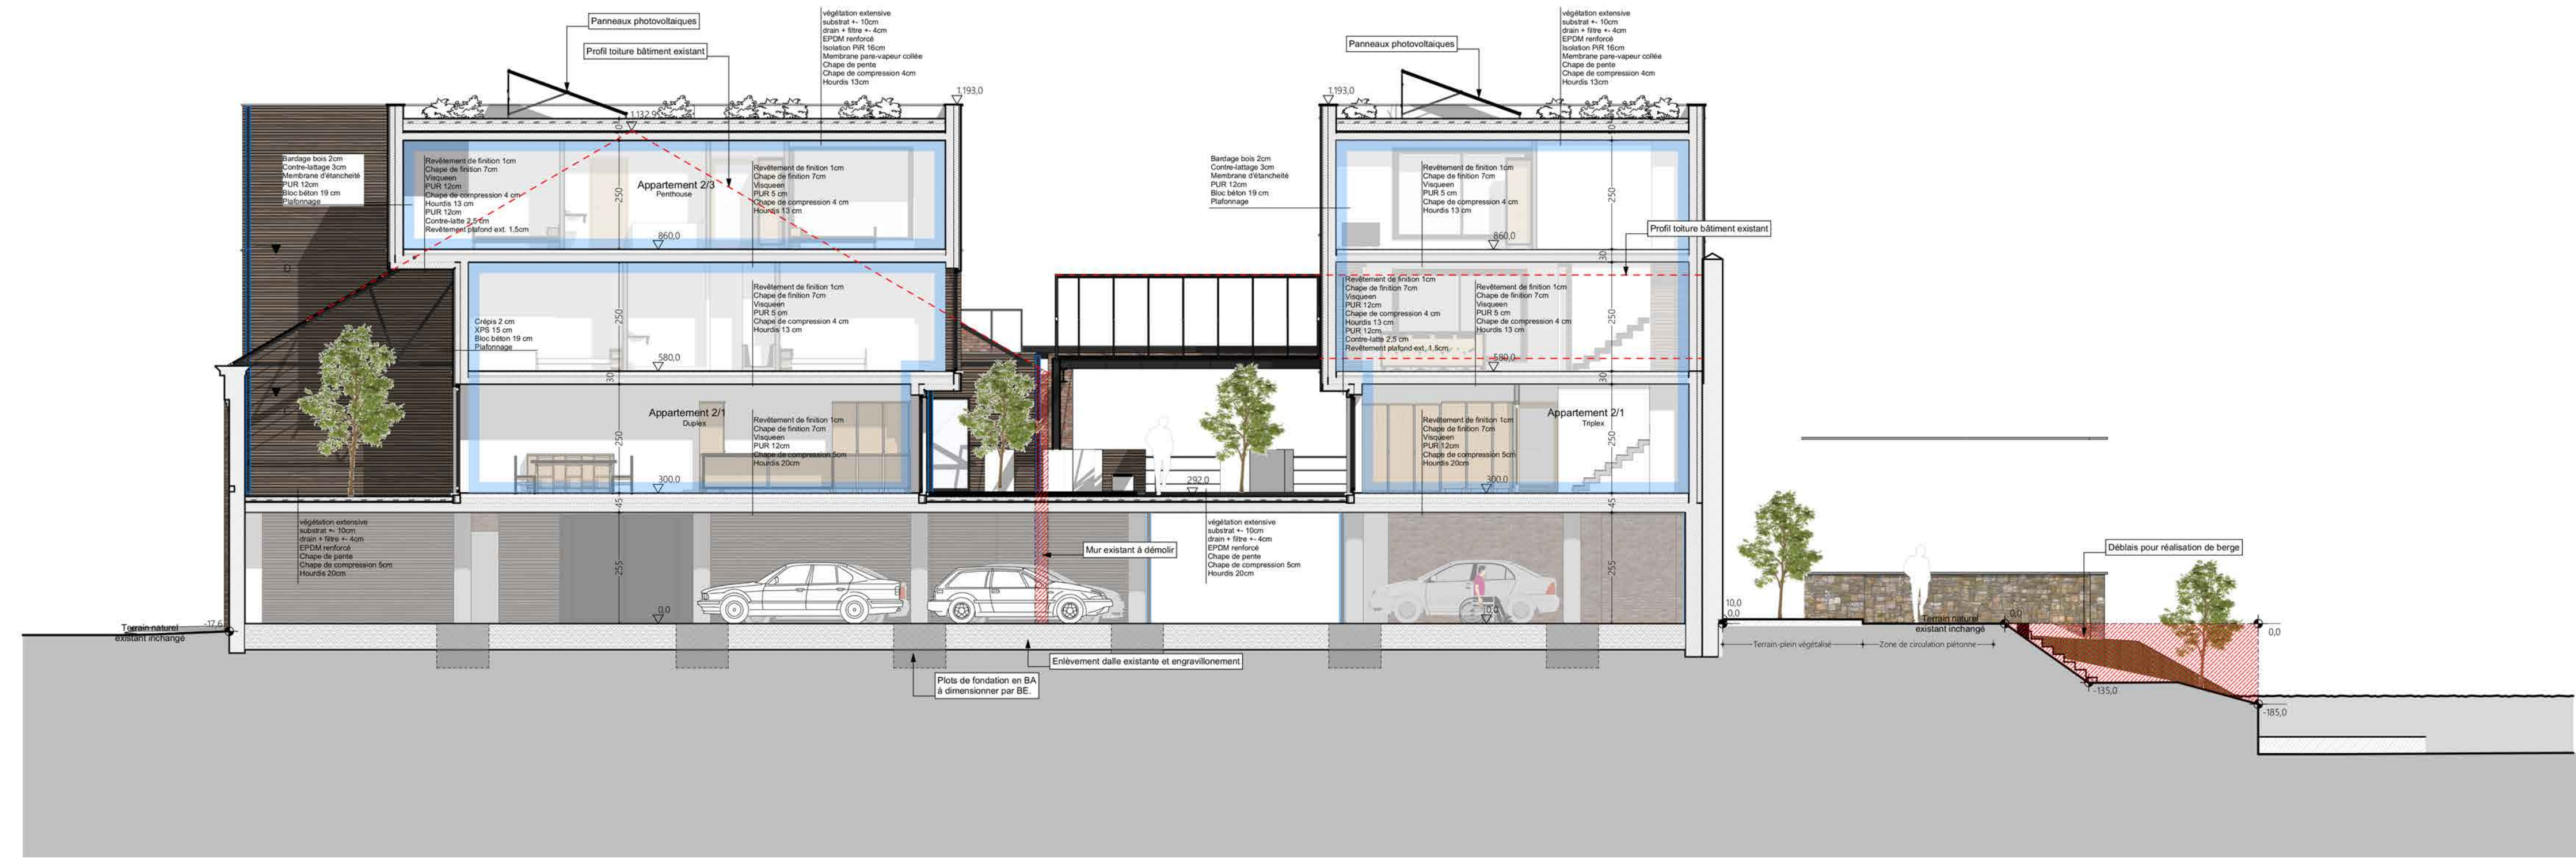 Panneaux photovoltaiques
Profil toiture bâtiment existant
végétation extensive
substrat +- 10cm
drain + filtre +- 4cm
EPDM renforcé
Isolation PiR 16cm
Membrane pare-vapeur collée
Chape de pente
Chape de compression 4cm
Hourdis 13cm
1.193,0
1.132,9
Panneaux photovoltaiques
végétation extensive
substrat +- 10cm
drain + filtre +- 4cm
EPDM renforcé
Isolation PiR 16cm
Membrane pare-vapeur collée
Chape de pente
Chape de compression 4cm
Hourdis 13cm
1.193,0
Bardage bois 2cm
Contre-lattage 3cm
Membrane d'étancheité
PUR 12cm
Bloc béton 19 cm
Plafonnage
Revêtement de finition 1cm
Chape de finition 7cm
Visqueen
PUR 12cm
Chape de compression 4 cm
Hourdis 13 cm
PUR 12cm
Contre-latte 2,5 cm
Revêtement plafond ext. 1,5cm
Appartement 2/3
Penthouse
250
860,0
Revêtement de finition 1cm
Chape de finition 7cm
Visqueen
PUR 5 cm
Chape de compression 4 cm
Hourdis 13 cm
Bardage bois 2cm
Contre-lattage 3cm
Membrane d'étancheité
PUR 12cm
Bloc béton 19 cm
Plafonnage
Revêtement de finition 1cm
Chape de finition 7cm
Visqueen
PUR 5 cm
Chape de compression 4 cm
Hourdis 13 cm
250
860,0
30
Profil toiture bâtiment existant
Crépis 2 cm
XPS 15 cm
Bloc béton 19 cm
Plafonnage
250
580,0
30
Revêtement de finition 1cm
Chape de finition 7cm
Visqueen
PUR 5 cm
Chape de compression 4 cm
Hourdis 13 cm
Revêtement de finition 1cm
Chape de finition 7cm
Visqueen
PUR 12cm
Chape de compression 4 cm
Hourdis 13 cm
PUR 12cm
Contre-latte 2,5 cm
Revêtement plafond ext. 1,5cm
Revêtement de finition 1cm
Chape de finition 7cm
Visqueen
PUR 5 cm
Chape de compression 4 cm
Hourdis 13 cm
250
580,0
30
Appartement 2/1
Duplex
250
300,0
45
Revêtement de finition 1cm
Chape de finition 7cm
Visqueen
PUR 12cm
Chape de compression 5cm
Hourdis 20cm
292,0
Revêtement de finition 1cm
Chape de finition 7cm
Visqueen
PUR 12cm
Chape de compression 5cm
Hourdis 20cm
Appartement 2/1
Triplex
250
300,0
45
végétation extensive
substrat +- 10cm
drain + filtre +- 4cm
EPDM renforcé
Chape de pente
Chape de compression 5cm
Hourdis 20cm
255
0,0
Mur existant à démolir
végétation extensive
substrat +- 10cm
drain + filtre +- 4cm
EPDM renforcé
Chape de pente
Chape de compression 5cm
Hourdis 20cm
255
0,0
Déblais pour réalisation de berge
Terrain naturel
existant inchangé
-17,6
10,0
0,0
Terrain naturel
existant inchangé
0,0
0,0
Terrain-plein végétalisé
Zone de circulation piétonne
Enlèvement dalle existante et engravillonement
Plots de fondation en BA
à dimensionner par BE.
-135,0
-185,0